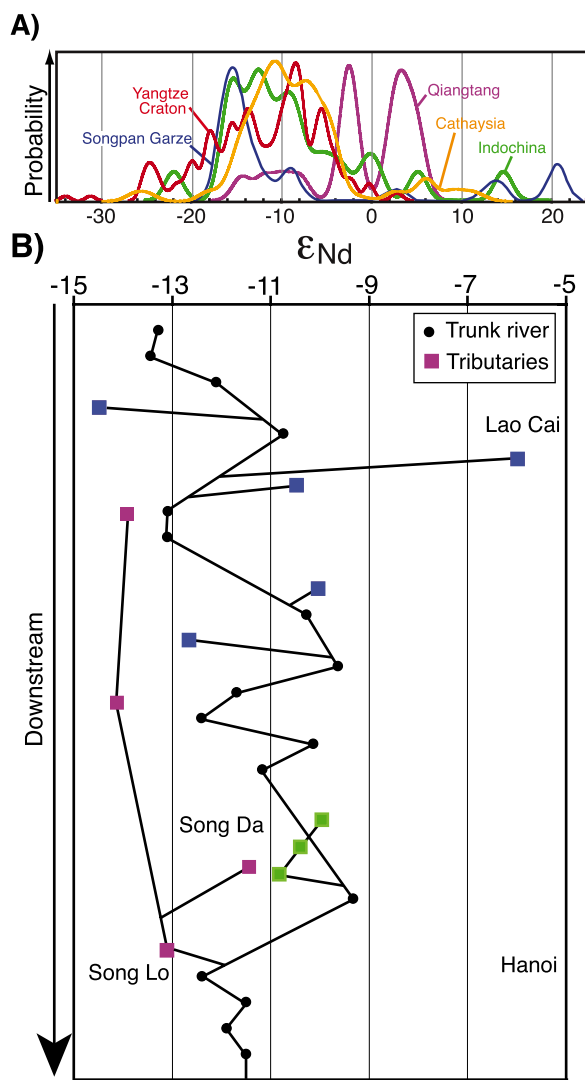 A)
Probability
Yangtze
Craton
Songpan Garze
Qiangtang
Cathaysia
Indochina
-30 -20 -10 0 10 20
εNd
B)
-15 -13 -11 -9 -7 -5
Trunk river
Tributaries
Lao Cai
Downstream
Song Da
Song Lo
Hanoi